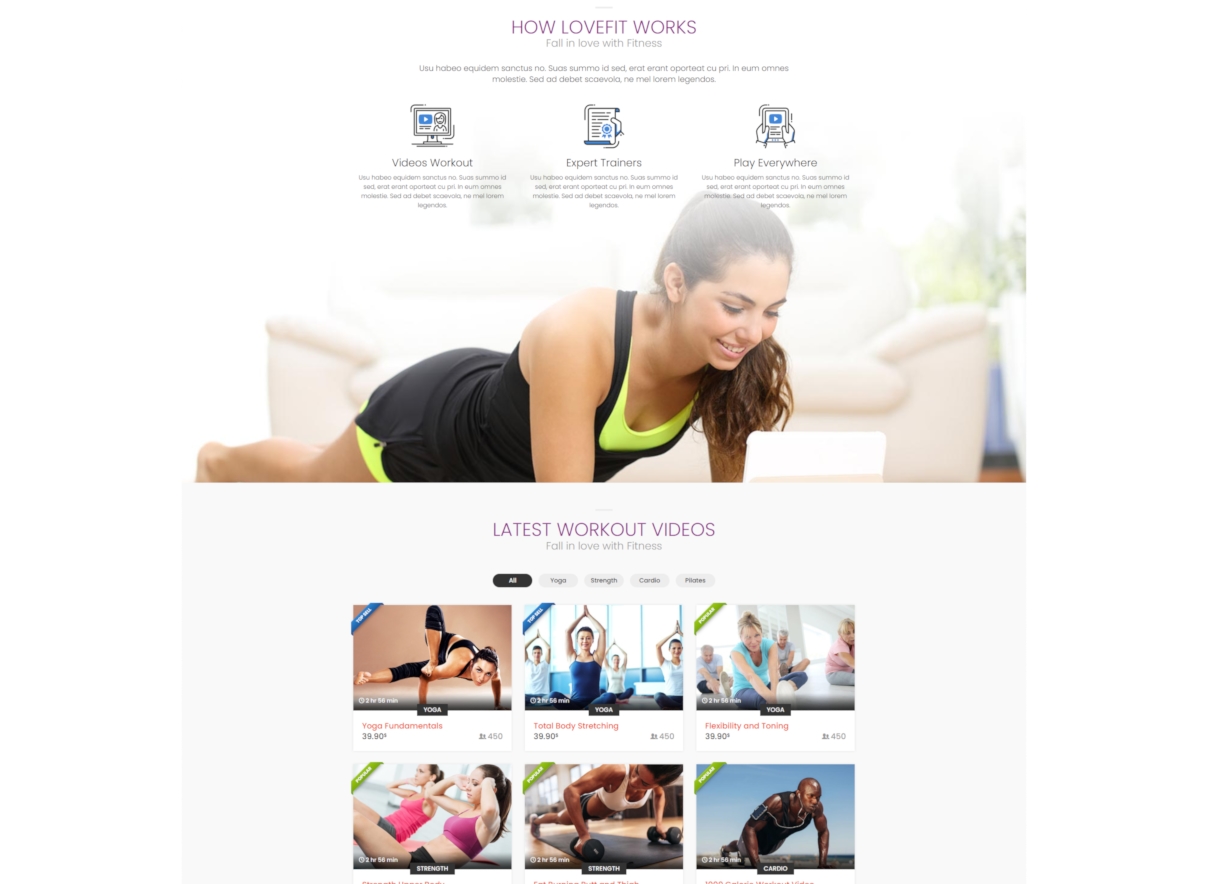 HOW LOVEFIT WORKS
Fall in love with Fitness
Usu habeo equidem sanctus no. Suas summo id sed, erat erant oporteat cu pri. In eum omnes
molestie. Sed ad debet scaevola, ne mel lorem legendos.
Videos Workout
Usu habeo equidem sanctus no. Suas summo id
sed, erat erant oporteat cu pri. In eum omnes
molestie. Sed ad debet scaevola, ne mel lorem
legendos.
Expert Trainers
Usu habeo equidem sanctus no. Suas summo id
sed, erat erant oporteat cu pri. In eum omnes
molestie. Sed ad debet scaevola, ne mel lorem
legendos.
Play Everywhere
Usu habeo equidem sanctus no. Suas summo id
sed, erat erant oporteat cu pri. In eum omnes
molestie. Sed ad debet scaevola, ne mel lorem
legendos.
LATEST WORKOUT VIDEOS
Fall in love with Fitness
All Yoga Strength Cardio Pilates
TOP SELL
2 hr 56 min
YOGA
Yoga Fundamentals
39.90$ 450
TOP SELL
2 hr 56 min
YOGA
Total Body Stretching
39.90$ 450
POPULAR
2 hr 56 min
YOGA
Flexibility and Toning
39.90$ 450
POPULAR
2 hr 56 min
STRENGTH
POPULAR
2 hr 56 min
STRENGTH
POPULAR
2 hr 56 min
CARDIO